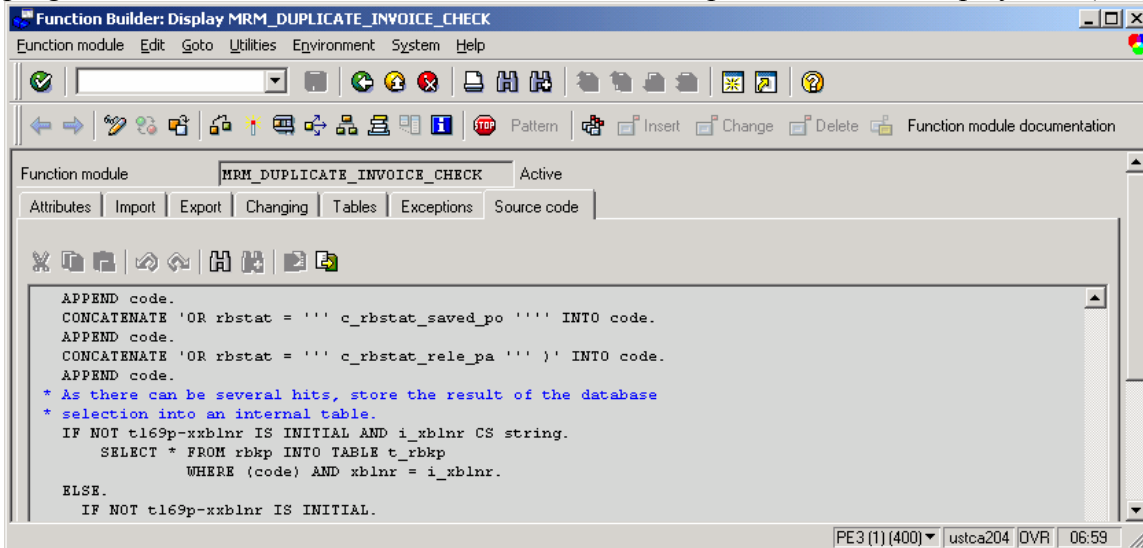 Function Builder: Display MRM_DUPLICATE_INVOICE_CHECK
Function module Edit Goto Utilities Environment System Help
Pattern Insert Change Delete Function module documentation
Function module MRM_DUPLICATE_INVOICE_CHECK Active
Attributes Import Export Changing Tables Exceptions Source code
APPEND code.
CONCATENATE 'OR rbstat = ''' c_rbstat_saved_po '''' INTO code.
APPEND code.
CONCATENATE 'OR rbstat = ''' c_rbstat_rele_pa ''' )' INTO code.
APPEND code.
* As there can be several hits, store the result of the database
* selection into an internal table.
IF NOT t169p-xxblnr IS INITIAL AND i_xblnr CS string.
SELECT * FROM rbkp INTO TABLE t_rbkp
WHERE (code) AND xblnr = i_xblnr.
ELSE.
IF NOT t169p-xxblnr IS INITIAL.
PE3 (1) (400) ustca204 OVR 06:59